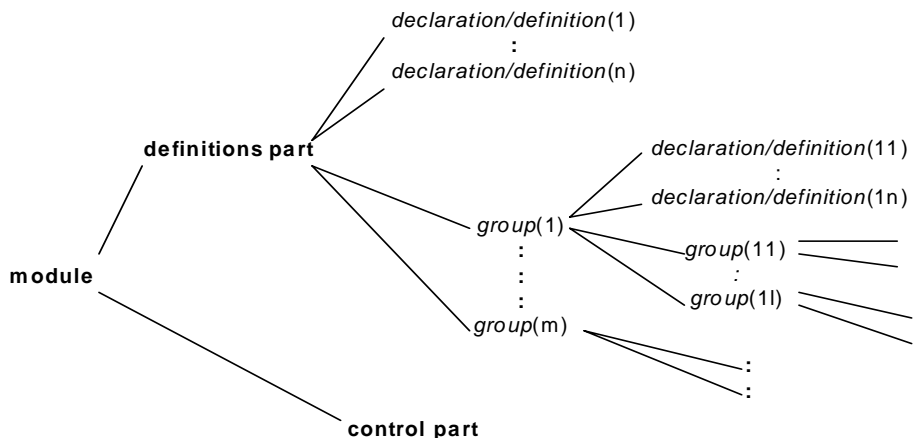 declaration/definition(1)
:
declaration/definition(n)
definitions part
declaration/definition(11)
:
declaration/definition(1n)
group(1)
group(11)
:
:
:
:
group(1l)
module
group(m)
:
:
control part